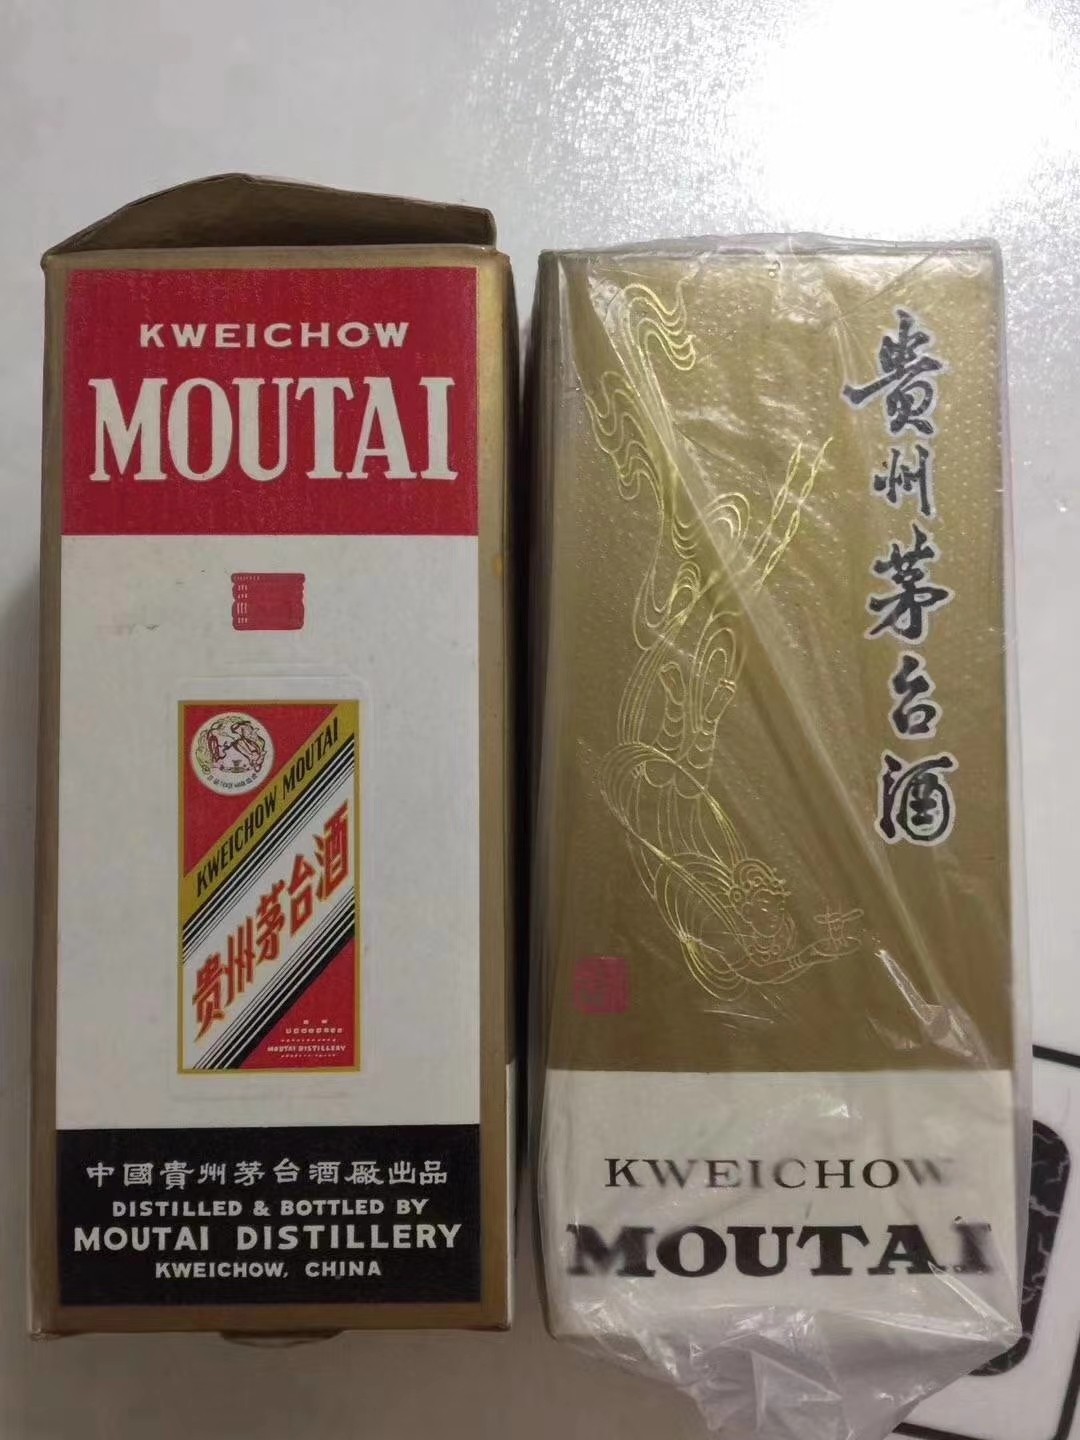 KWEICHOW
MOUTAI
KWEICHOW MOUTAI
贵州茅台酒
MOUTAI DISTILLERY
中國貴州茅台酒廠出品
DISTILLED & BOTTLED BY
MOUTAI DISTILLERY
KWEICHOW, CHINA
貴州茅台酒
KWEICHOW
MOUTAI